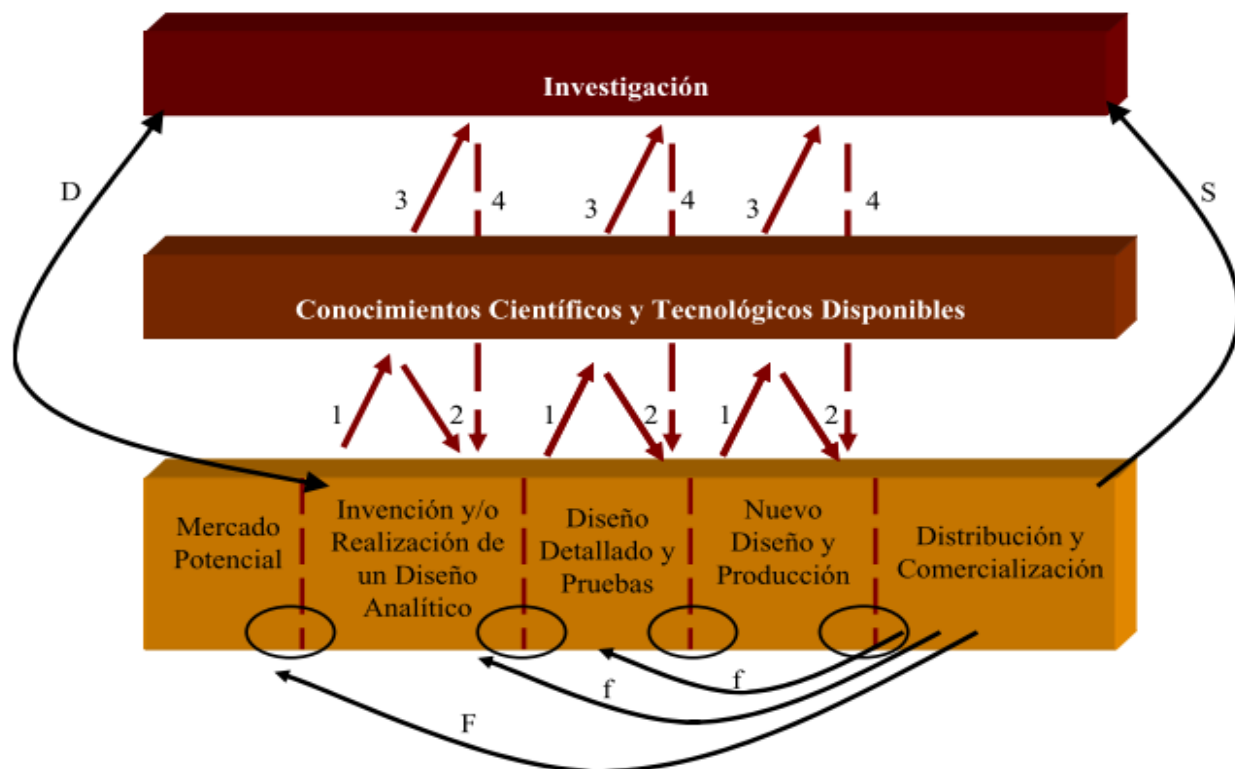 Investigación
D
S
3
4
3
4
3
4
Conocimientos Científicos y Tecnológicos Disponibles
1
2
1
2
1
2
Mercado
Potencial
Invención y/o
Realización de
un Diseño
Analítico
Diseño
Detallado y
Pruebas
Nuevo
Diseño y
Producción
Distribución y
Comercialización
f
f
F